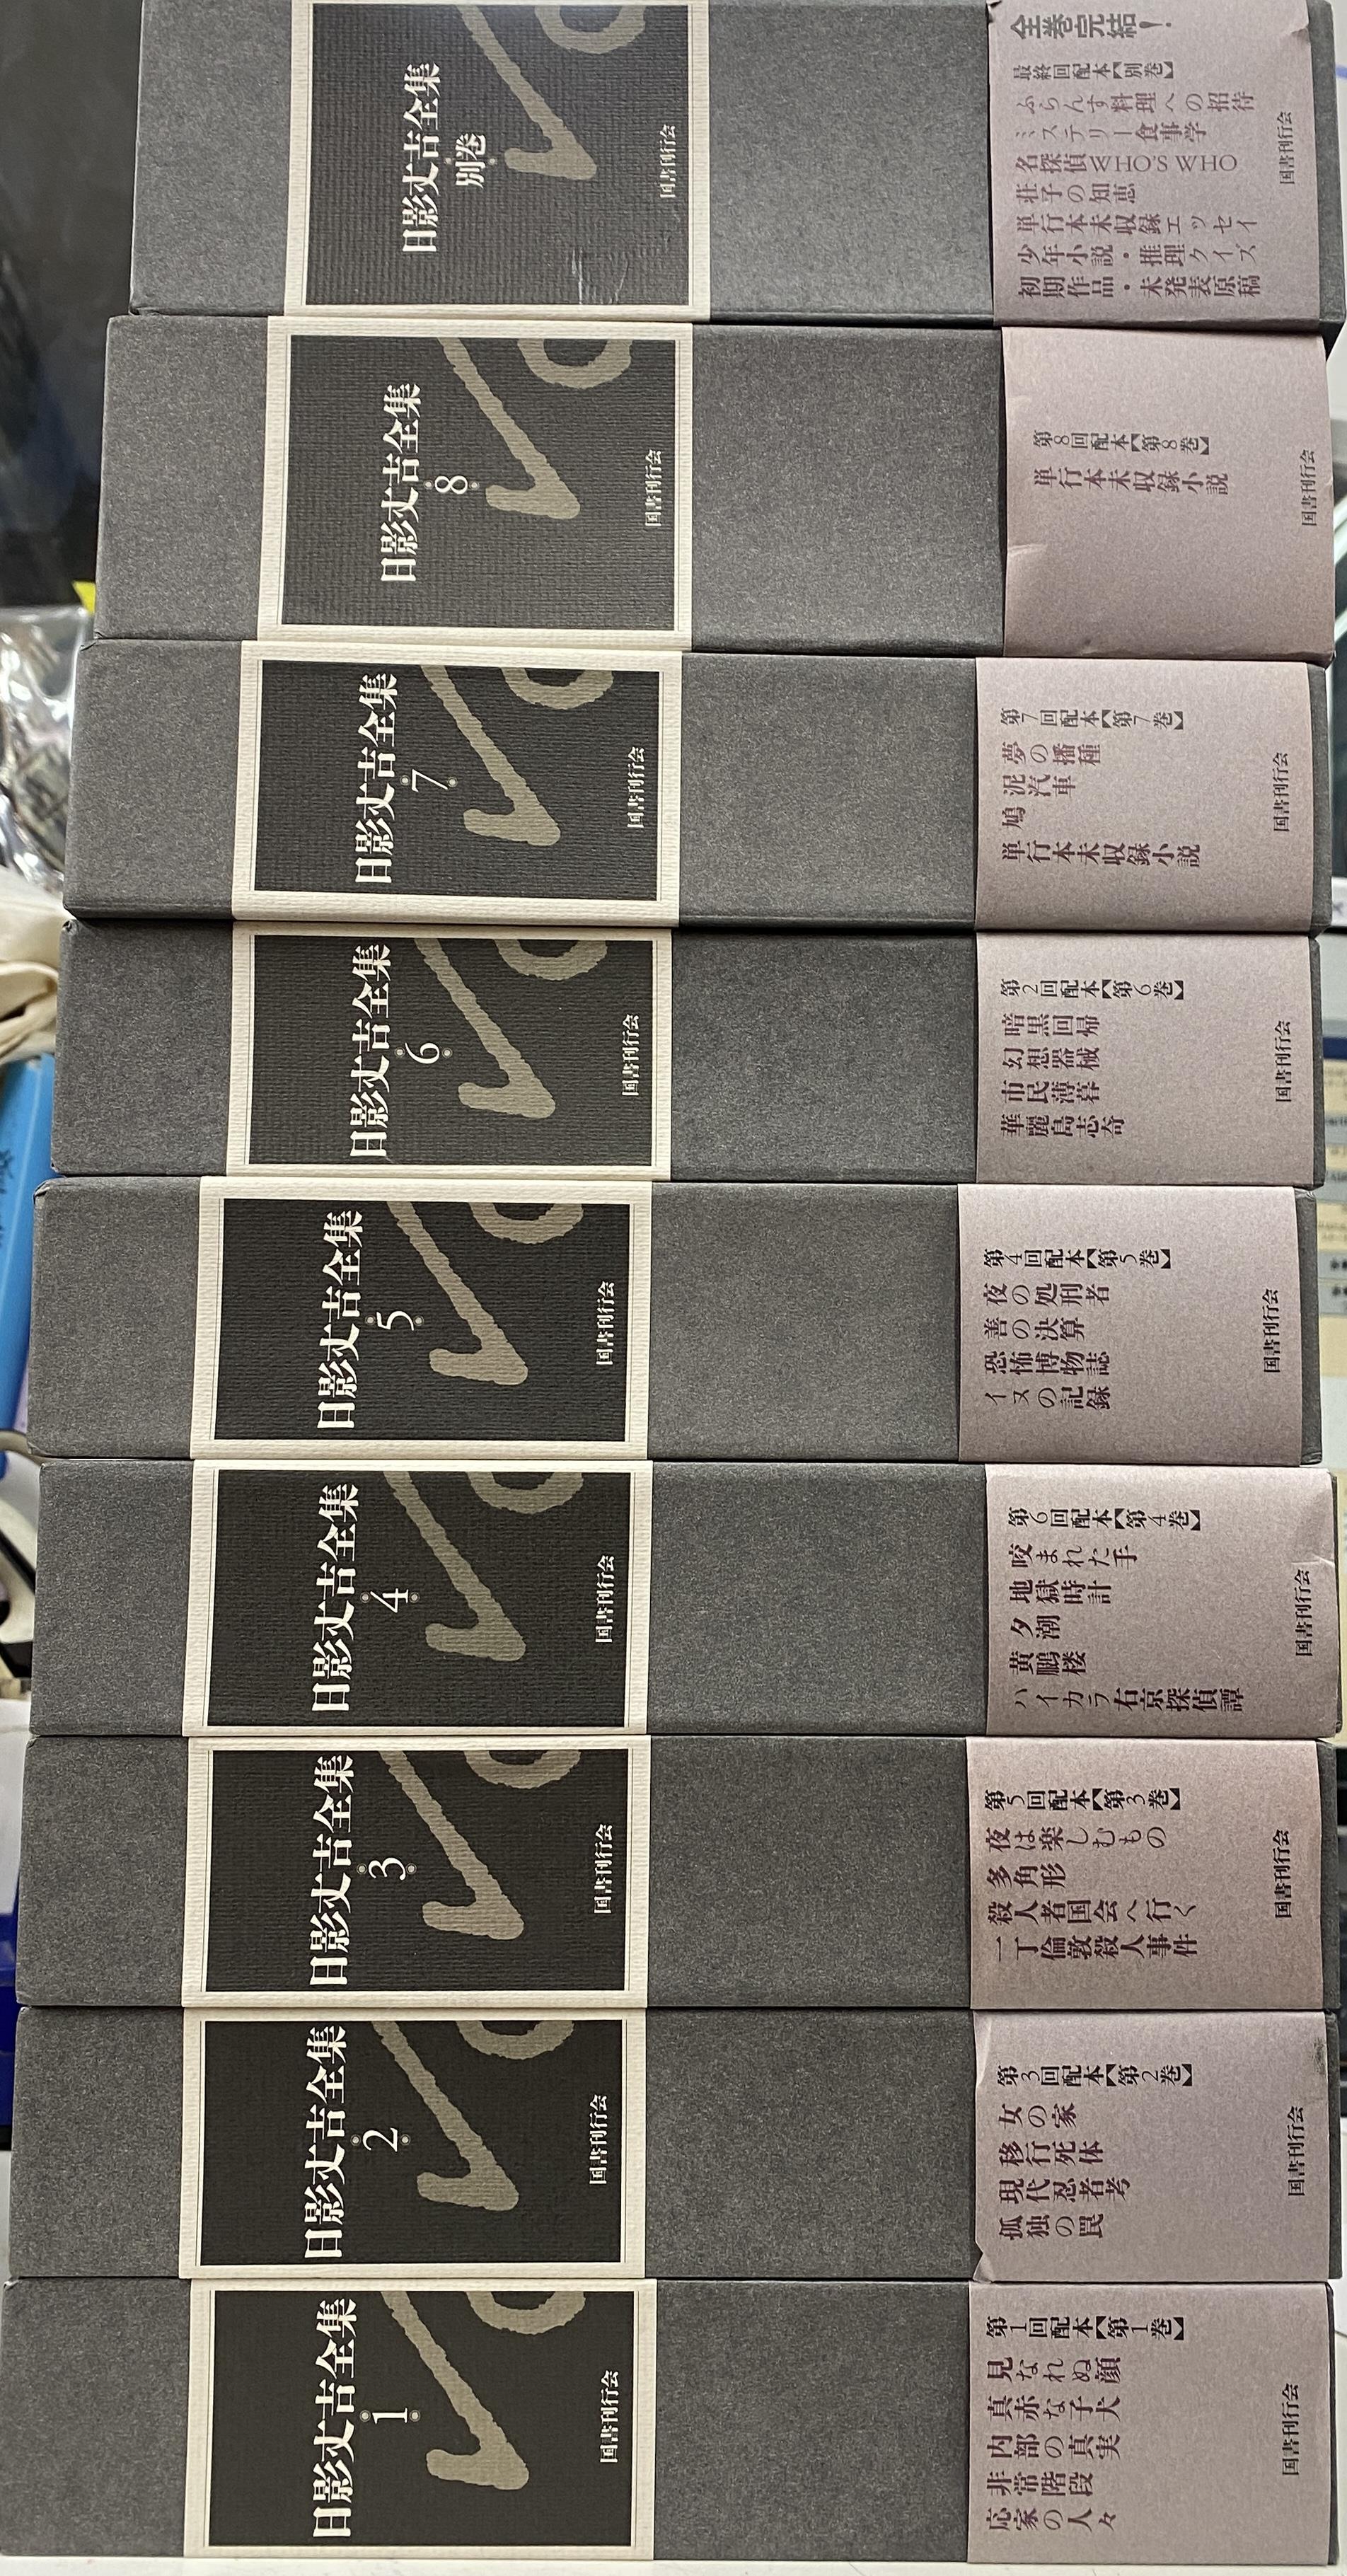 日影丈吉全集
別巻
国書刊行会
全巻完結！
最終回配本【別巻】
ふらんす料理への招待
ミステリー食事学
名探偵WHO'S WHO
荘子の知恵
単行本未収録エッセイ
少年小説・推理クイズ
初期作品・未発表原稿
国書刊行会
日影丈吉全集
8
国書刊行会
第8回配本【第8巻】
単行本未収録小説
国書刊行会
日影丈吉全集
7
国書刊行会
第7回配本【第7巻】
夢の播種
泥汽車
鳩
単行本未収録小説
国書刊行会
日影丈吉全集
6
国書刊行会
第2回配本【第6巻】
暗黒回帰
幻想器械
市民薄暮
華麗島志奇
国書刊行会
日影丈吉全集
5
国書刊行会
第4回配本【第5巻】
夜の処刑者
善の決算
恐怖博物誌
イヌの記録
国書刊行会
日影丈吉全集
4
国書刊行会
第6回配本【第4巻】
咬まれた手
地獄時計
夕潮
黄鵬楼
ハイカラ右京探偵譚
国書刊行会
日影丈吉全集
3
国書刊行会
第5回配本【第3巻】
夜は楽しむもの
多角形
殺人者国会へ行く
一丁倫敦殺人事件
国書刊行会
日影丈吉全集
2
国書刊行会
第3回配本【第2巻】
女の家
移行死体
現代忍者考
孤独の罠
国書刊行会
日影丈吉全集
1
国書刊行会
第1回配本【第1巻】
見なれぬ顔
真赤な子犬
内部の真実
非常階段
応家の人々
国書刊行会